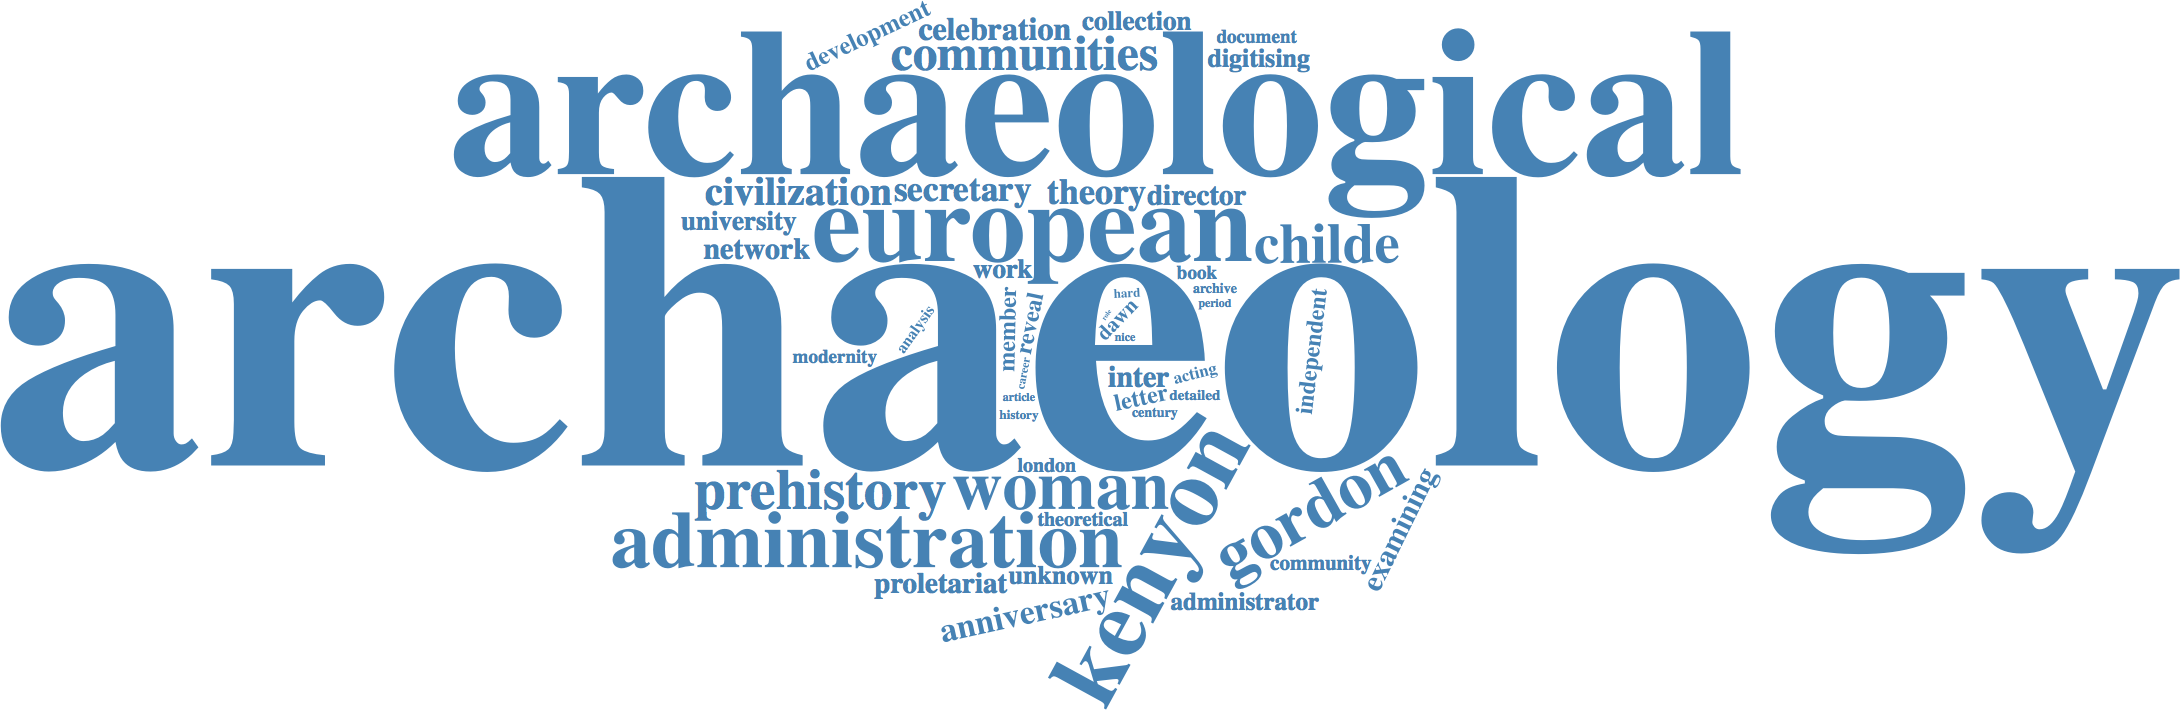 development
celebration
collection
communities
document
digitising
archaeological
civilization
secretary
theory
director
university
european
network
childe
work
book
archive
period
archaeology
hard
dawn
role
nice
member
reveal
career
analysis
modernity
independent
inter
acting
letter
detailed
century
article
history
london
prehistory
woman
kenyon
gordon
examining
theoretical
administration
community
proletariat
unknown
anniversary
administrator